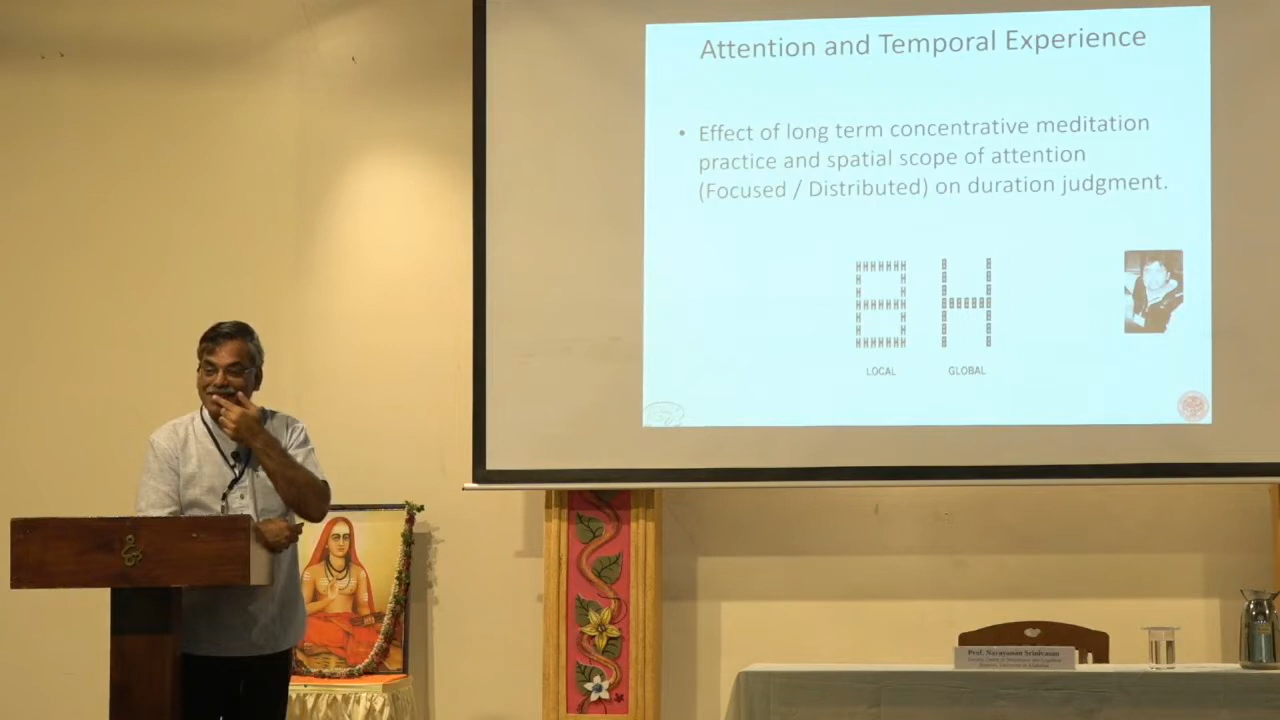 Attention and Temporal Experience
• Effect of long term concentrative meditation
practice and spatial scope of attention
(Focused / Distributed) on duration judgment.
LOCAL GLOBAL
Prof. Narayanan Srinivasan